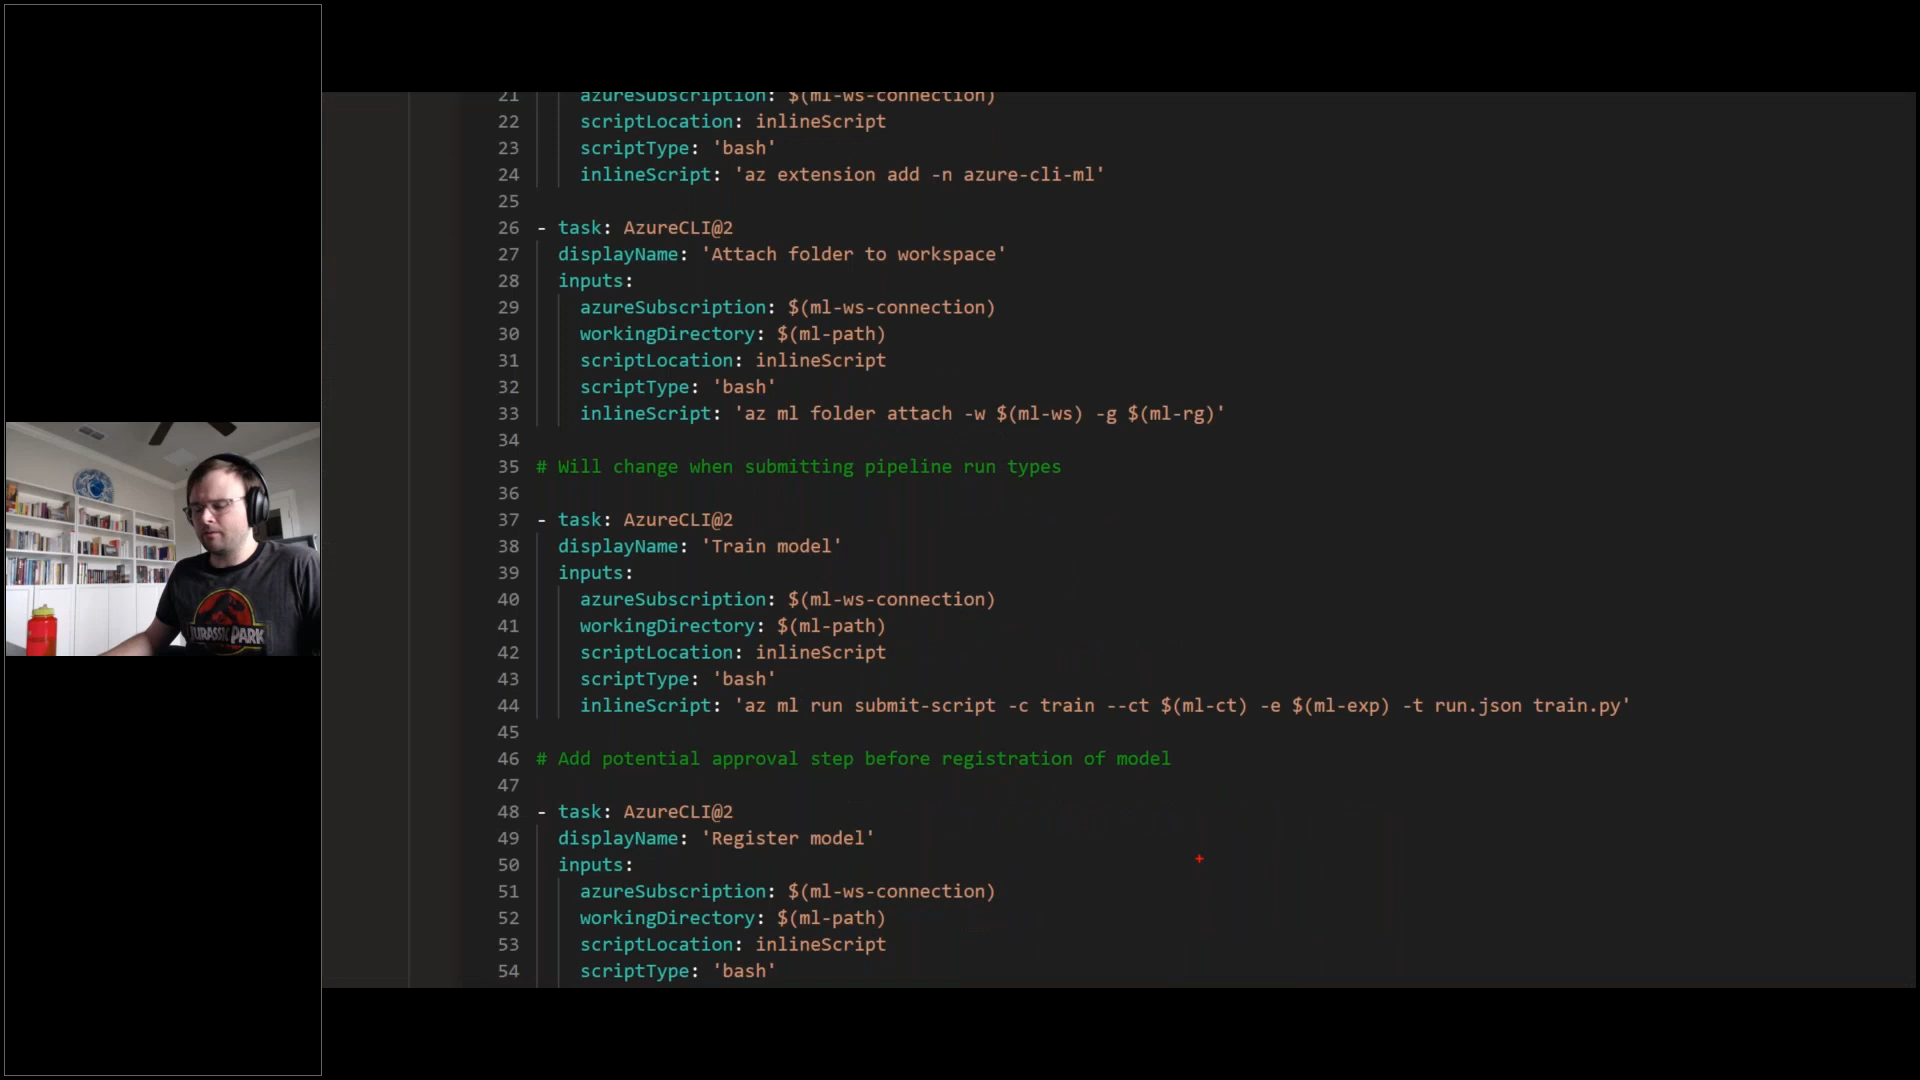 JURASSIC PARK
21 azureSubscription: $(ml-ws-connection)
22 scriptLocation: inlineScript
23 scriptType: 'bash'
24 inlineScript: 'az extension add -n azure-cli-ml'
25
26 - task: AzureCLI@2
27 displayName: 'Attach folder to workspace'
28 inputs:
29 azureSubscription: $(ml-ws-connection)
30 workingDirectory: $(ml-path)
31 scriptLocation: inlineScript
32 scriptType: 'bash'
33 inlineScript: 'az ml folder attach -w $(ml-ws) -g $(ml-rg)'
34
35 # Will change when submitting pipeline run types
36
37 - task: AzureCLI@2
38 displayName: 'Train model'
39 inputs:
40 azureSubscription: $(ml-ws-connection)
41 workingDirectory: $(ml-path)
42 scriptLocation: inlineScript
43 scriptType: 'bash'
44 inlineScript: 'az ml run submit-script -c train --ct $(ml-ct) -e $(ml-exp) -t run.json train.py'
45
46 # Add potential approval step before registration of model
47
48 - task: AzureCLI@2
49 displayName: 'Register model'
50 inputs:
51 azureSubscription: $(ml-ws-connection)
52 workingDirectory: $(ml-path)
53 scriptLocation: inlineScript
54 scriptType: 'bash'